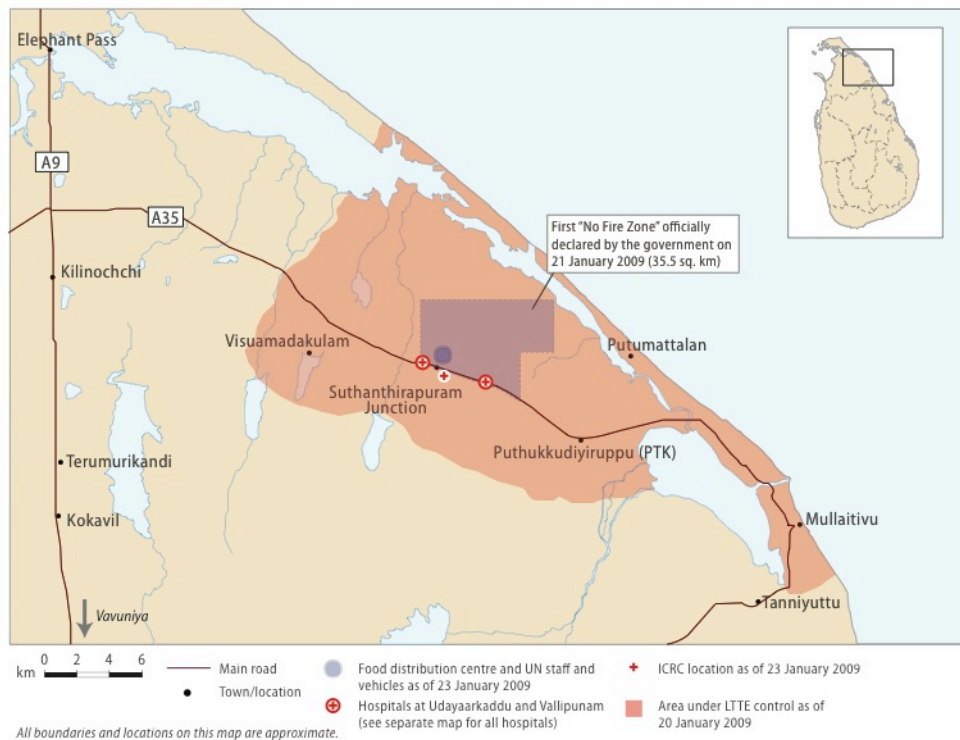 Elephant Pass
A9
A35
First "No Fire Zone" officially
declared by the government on
21 January 2009 (35.5 sq. km)
Kilinochchi
Visuamadakulam
Putumattalan
Suthanthirapuram
Junction
Puthukkudiyiruppu (PTK)
Terumurikandi
Kokavil
Mullaitivu
Tanniyuttu
Vavuniya
km 0 2 4 6
Main road
Town/location
Food distribution centre and UN staff and
vehicles as of 23 January 2009
Hospitals at Udayaarkaddu and Vallipunam
(see separate map for all hospitals)
ICRC location as of 23 January 2009
Area under LTTE control as of
20 January 2009
All boundaries and locations on this map are approximate.